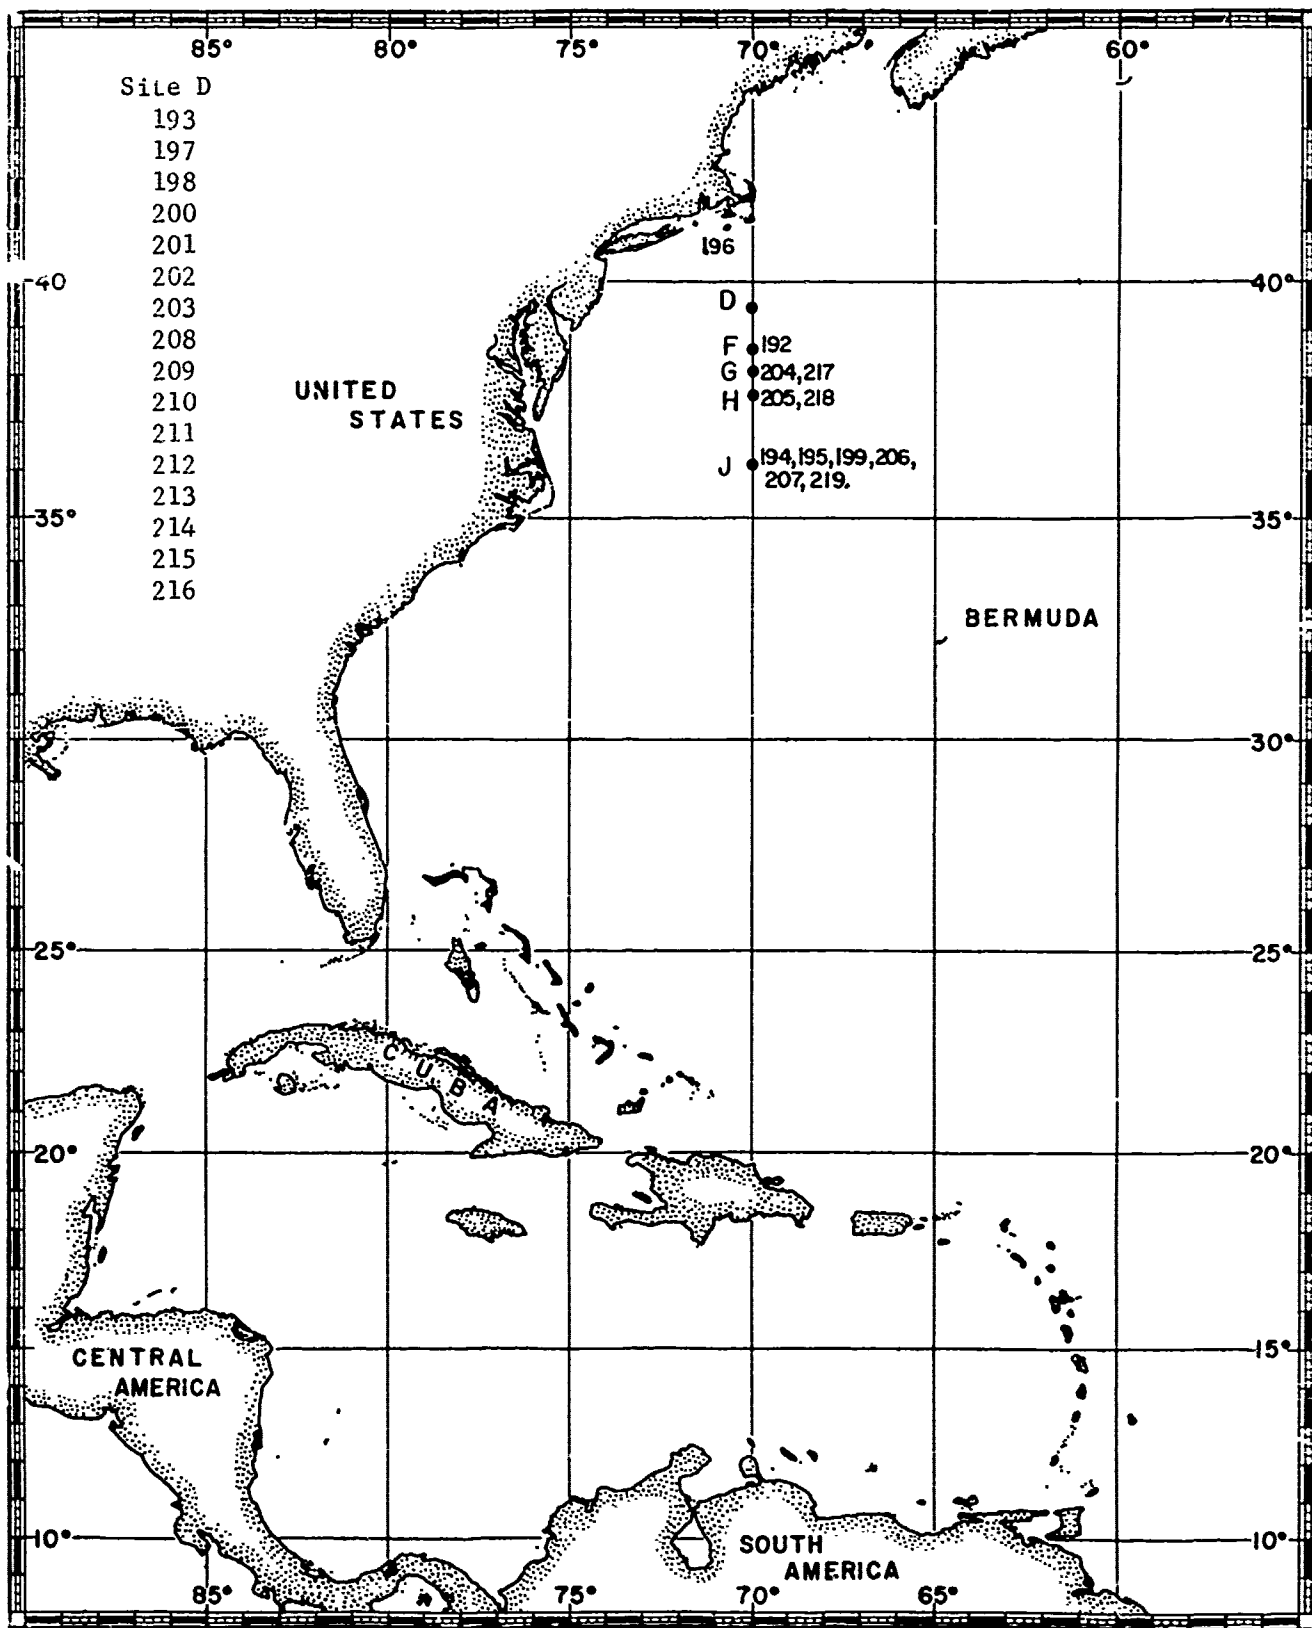 85° 80° 75° 70° 60°
Site D
193
197
198
200
201
202
203
208
209
210
211
212
213
214
215
216
196
40 40°
D
F 192
G 204,217
H 205,218
J 194,195,199,206,
207,219.
UNITED
STATES
35° 35°
BERMUDA
30°
25° 25°
CUBA
20° 20°
15°
CENTRAL
AMERICA
10° 10°
SOUTH
AMERICA
85° 75° 70° 65°